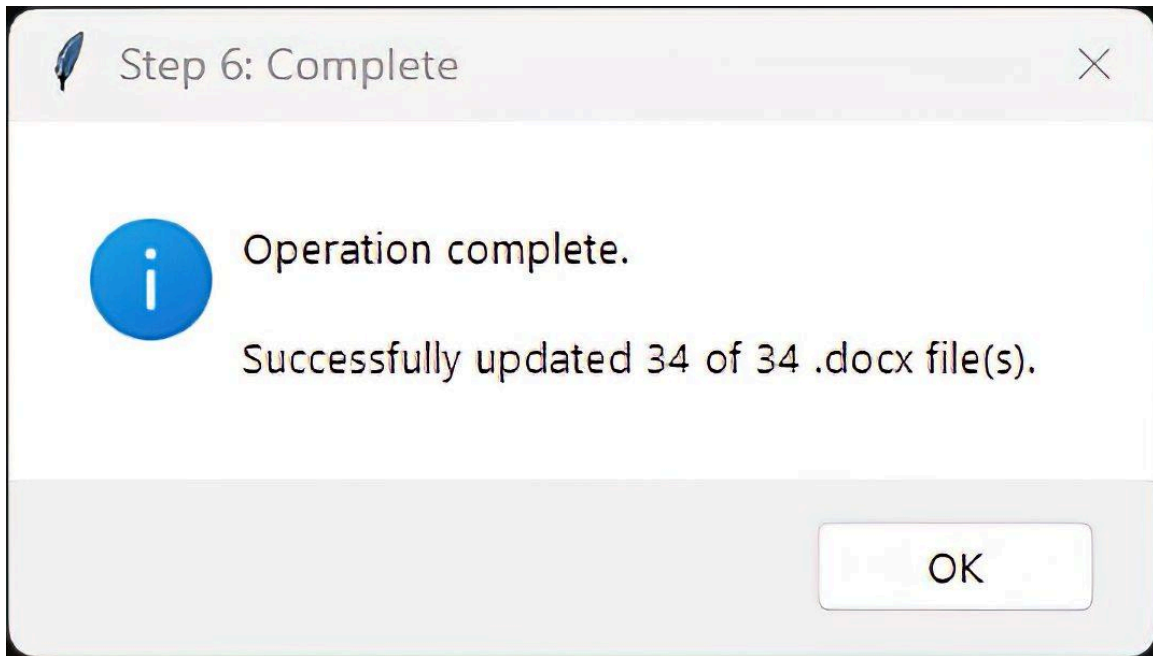 Step 6: Complete
Operation complete.
Successfully updated 34 of 34 .docx file(s).
OK